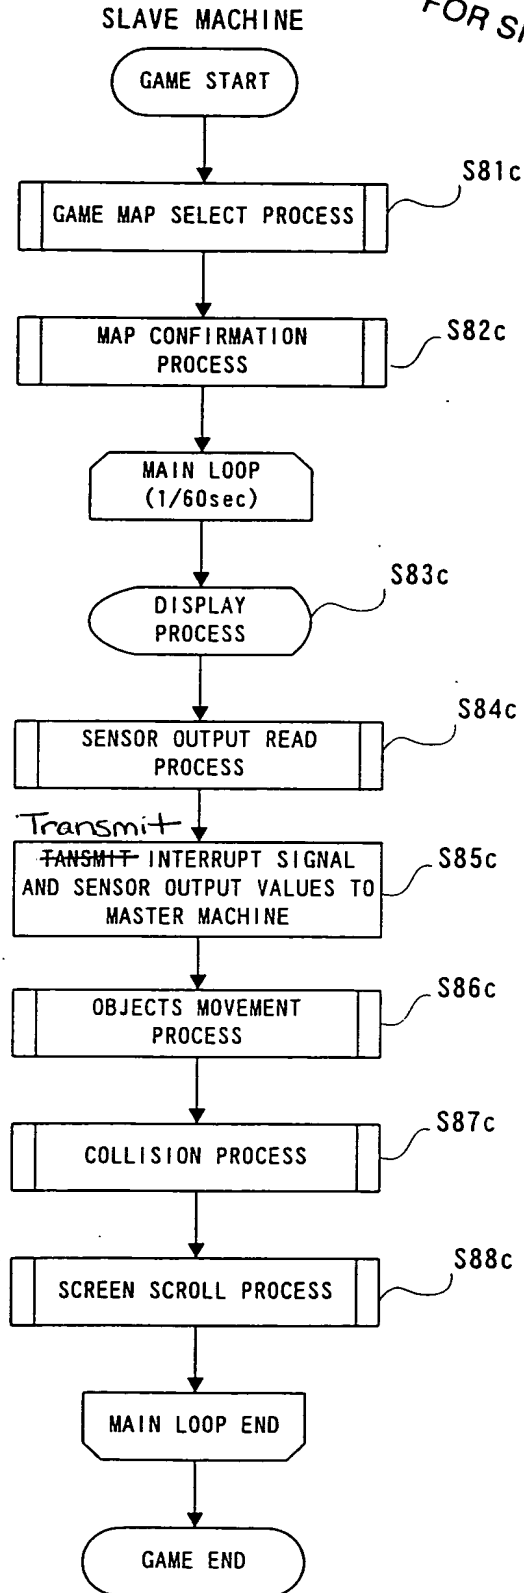 SLAVE MACHINE
FOR
GAME START
S81c
GAME MAP SELECT PROCESS
S82c
MAP CONFIRMATION
PROCESS
MAIN LOOP
(1/60sec)
S83c
DISPLAY
PROCESS
S84c
SENSOR OUTPUT READ
PROCESS
Transmit
TANSMIT INTERRUPT SIGNAL
AND SENSOR OUTPUT VALUES TO
MASTER MACHINE
S85c
OBJECTS MOVEMENT
PROCESS
S86c
COLLISION PROCESS
S87c
SCREEN SCROLL PROCESS
S88c
MAIN LOOP END
GAME END